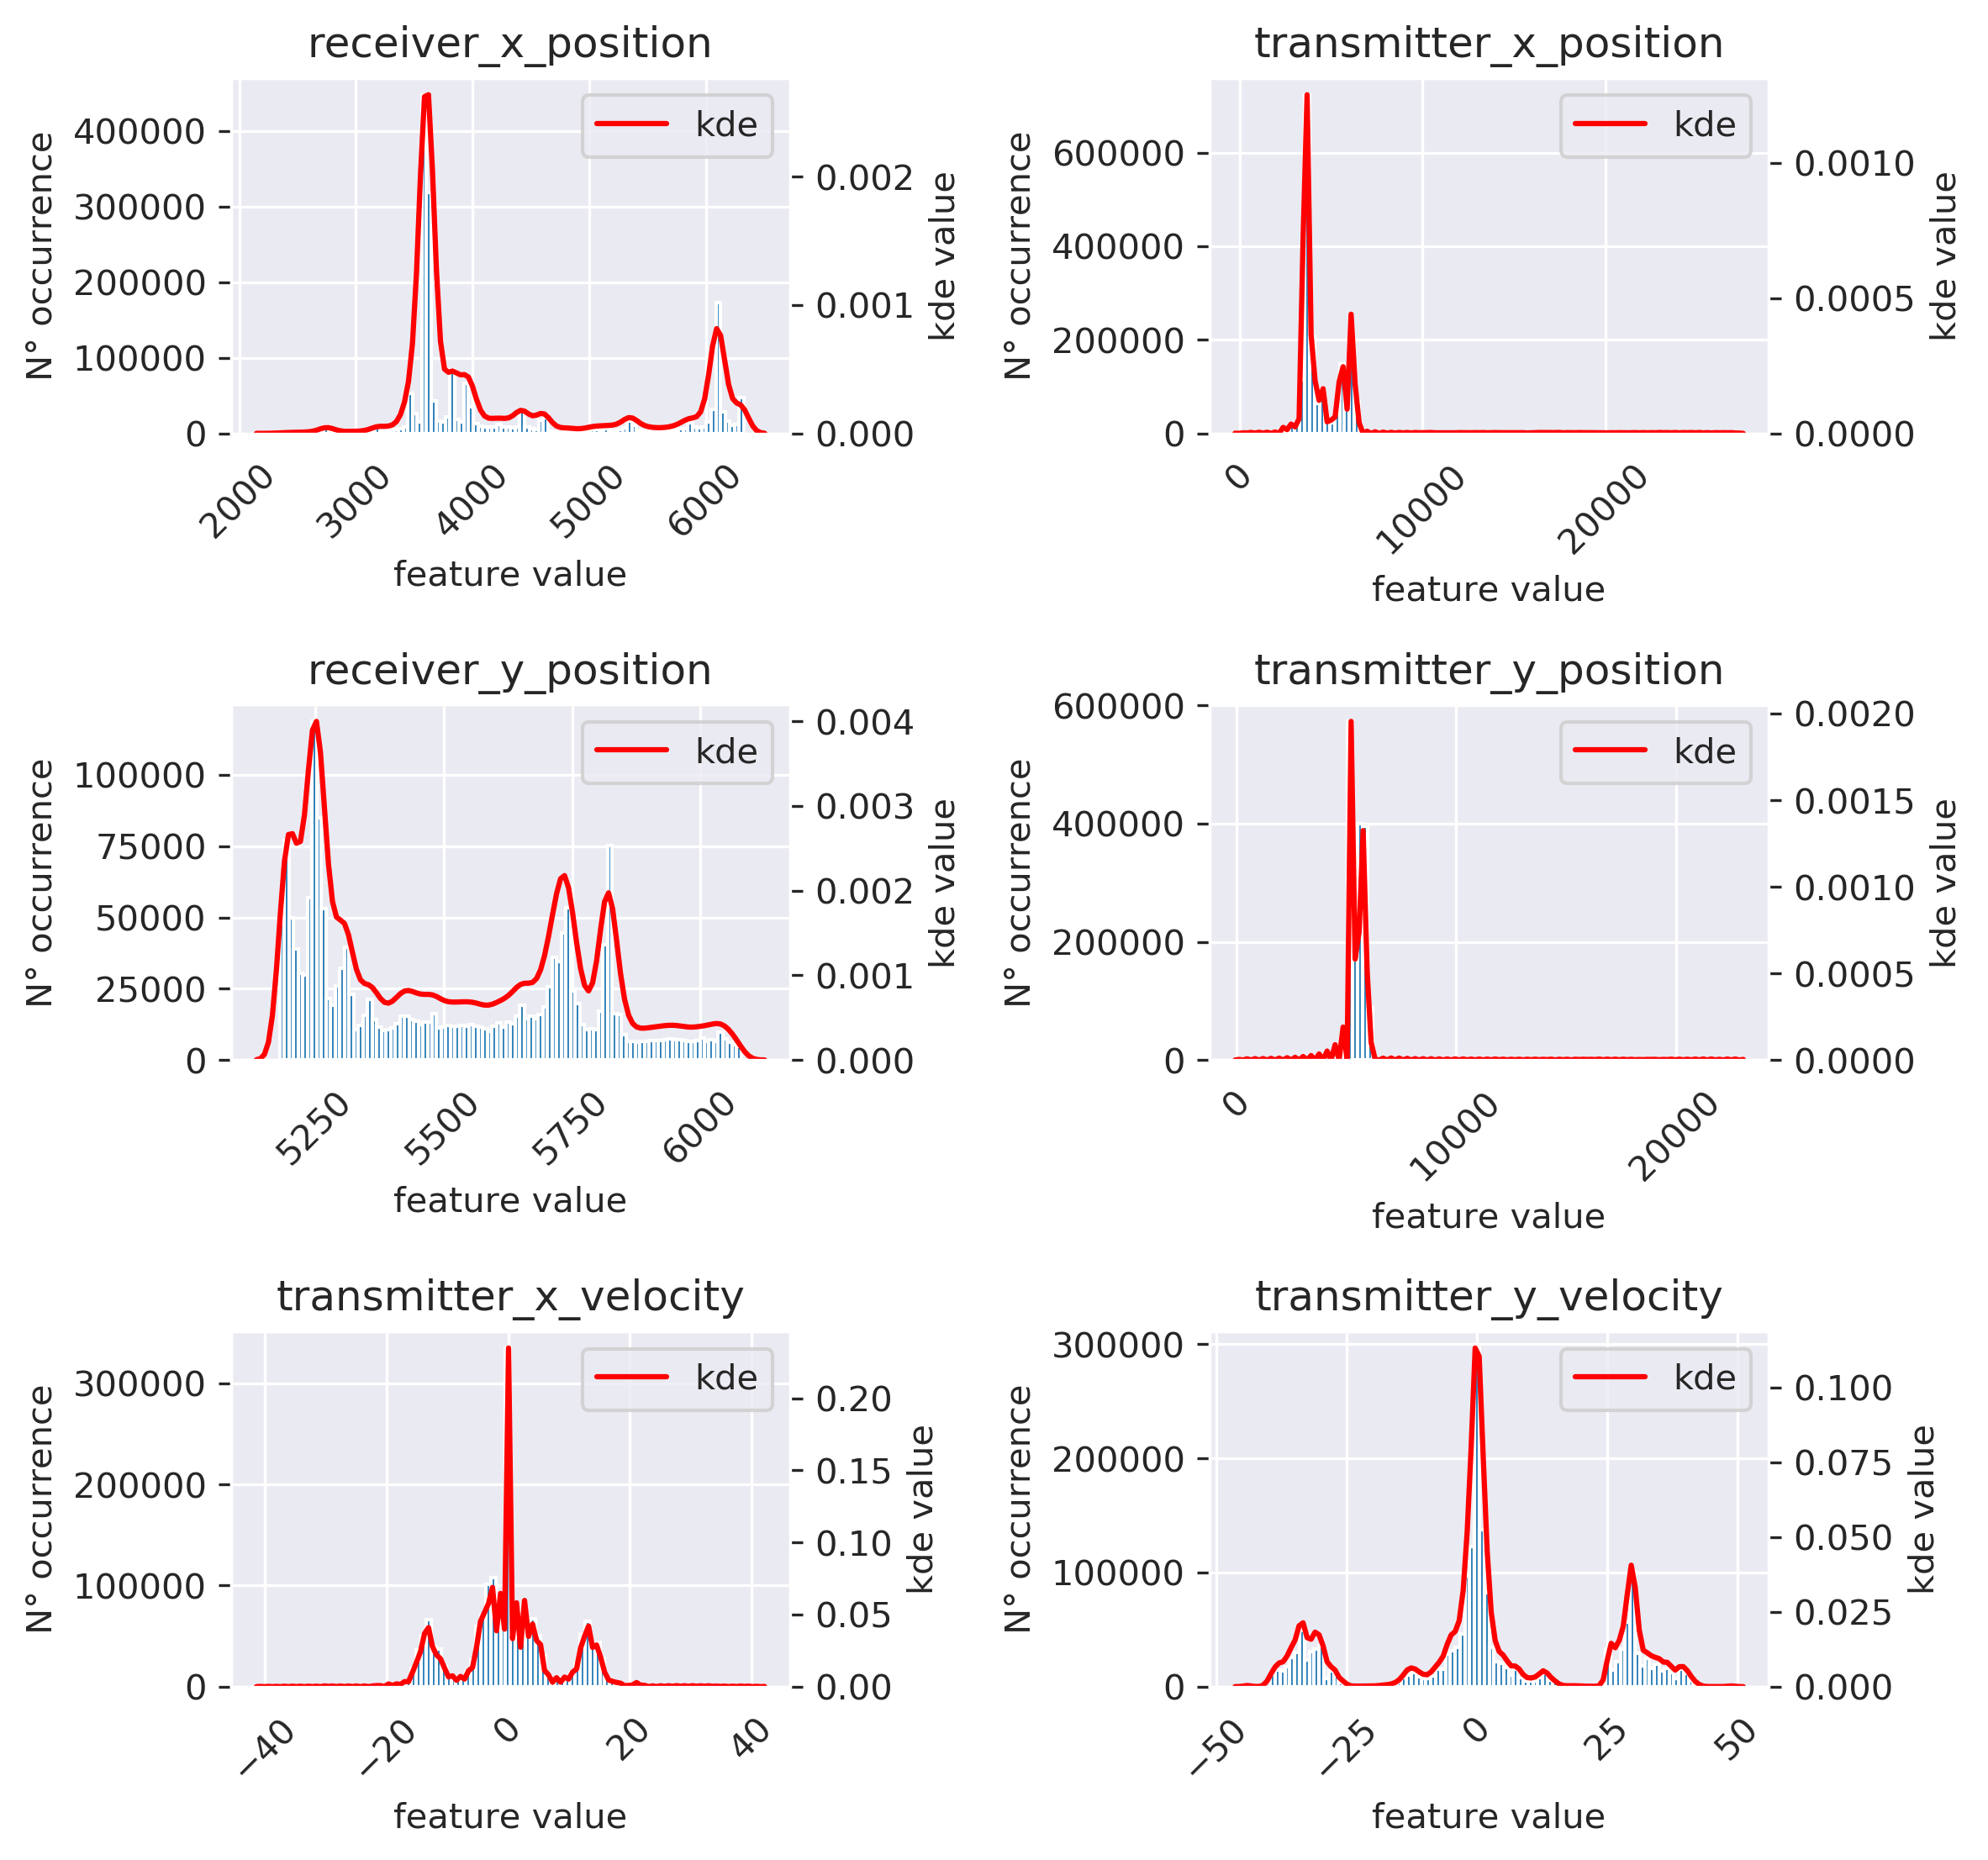 receiver_x_position
kde
400000
300000
200000
100000
0
N° occurrence
0.002
0.001
0.000
kde value
2000 3000 4000 5000 6000
feature value
transmitter_x_position
kde
600000
400000
200000
0
N° occurrence
0.0010
0.0005
0.0000
kde value
0 10000 20000
feature value
receiver_y_position
kde
100000
75000
50000
25000
0
N° occurrence
0.004
0.003
0.002
0.001
0.000
kde value
5250 5500 5750 6000
feature value
transmitter_y_position
kde
600000
400000
200000
0
N° occurrence
0.0020
0.0015
0.0010
0.0005
0.0000
kde value
0 10000 20000
feature value
transmitter_x_velocity
kde
300000
200000
100000
0
N° occurrence
0.20
0.15
0.10
0.05
0.00
kde value
−40 −20 0 20 40
feature value
transmitter_y_velocity
kde
300000
200000
100000
0
N° occurrence
0.100
0.075
0.050
0.025
0.000
kde value
−50 −25 0 25 50
feature value